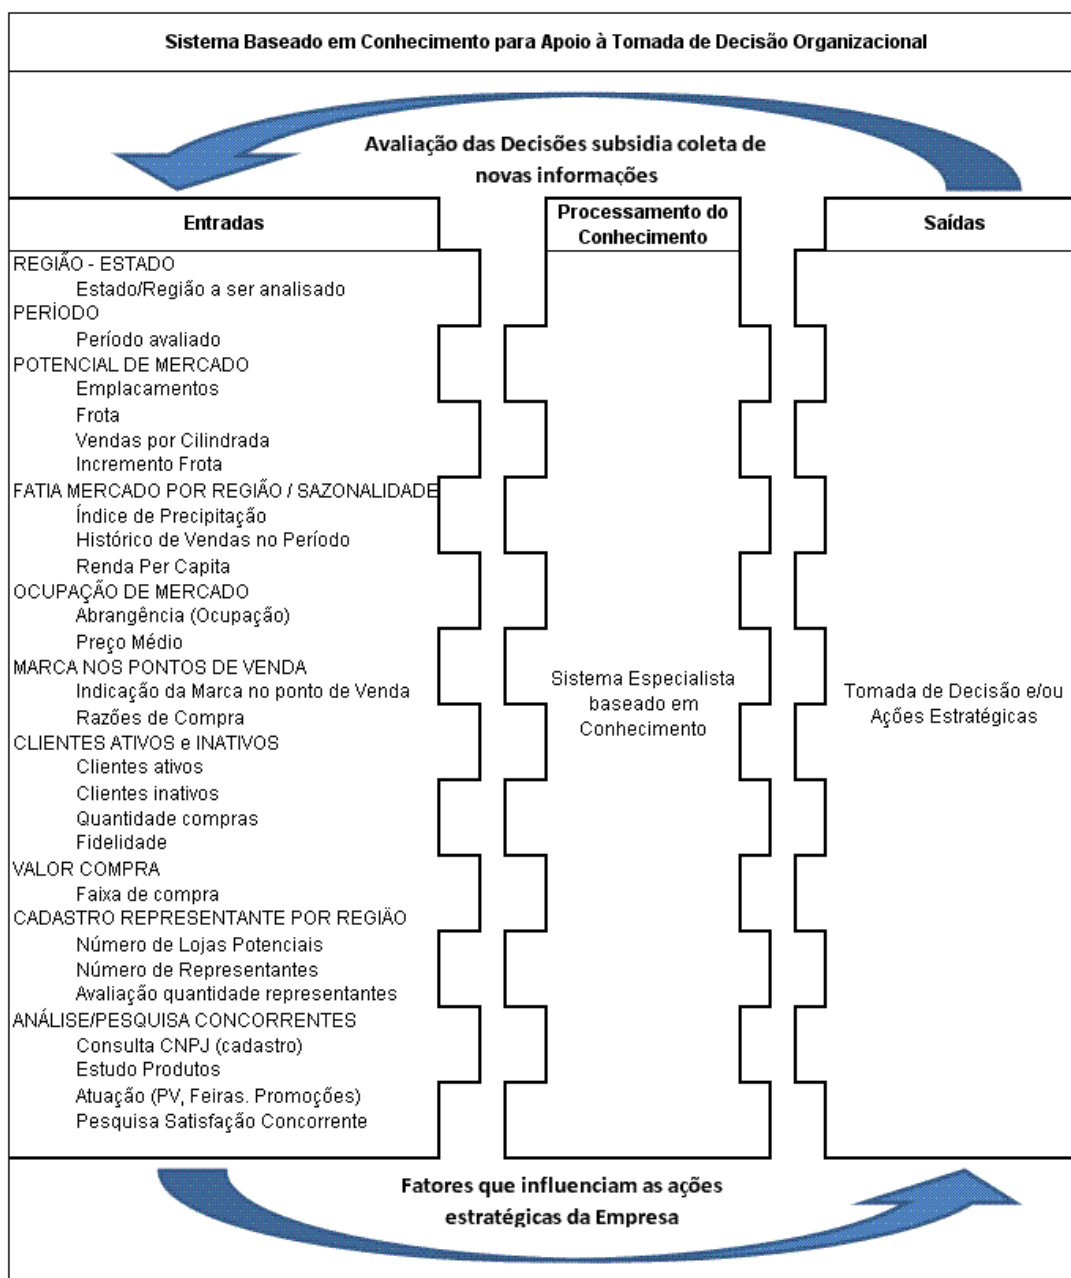 Sistema Baseado em Conhecimento para Apoio à Tomada de Decisão Organizacional
Avaliação das Decisões subsidia coleta de
novas informações
Entradas
Processamento do
Conhecimento
Saídas
REGIÃO - ESTADO
Estado/Região a ser analisado
PERÍODO
Período avaliado
POTENCIAL DE MERCADO
Emplacamentos
Frota
Vendas por Cilindrada
Incremento Frota
FATIA MERCADO POR REGIÃO / SAZONALIDADE
Índice de Precipitação
Histórico de Vendas no Período
Renda Per Capita
OCUPAÇÃO DE MERCADO
Abrangência (Ocupação)
Preço Médio
MARCA NOS PONTOS DE VENDA
Indicação da Marca no ponto de Venda
Razões de Compra
CLIENTES ATIVOS e INATIVOS
Clientes ativos
Clientes inativos
Quantidade compras
Fidelidade
VALOR COMPRA
Faixa de compra
CADASTRO REPRESENTANTE POR REGIÃO
Número de Lojas Potenciais
Número de Representantes
Avaliação quantidade representantes
ANÁLISE/PESQUISA CONCORRENTES
Consulta CNPJ (cadastro)
Estudo Produtos
Atuação (PV, Feiras. Promoções)
Pesquisa Satisfação Concorrente
Sistema Especialista
baseado em
Conhecimento
Tomada de Decisão e/ou
Ações Estratégicas
Fatores que influenciam as ações
estratégicas da Empresa